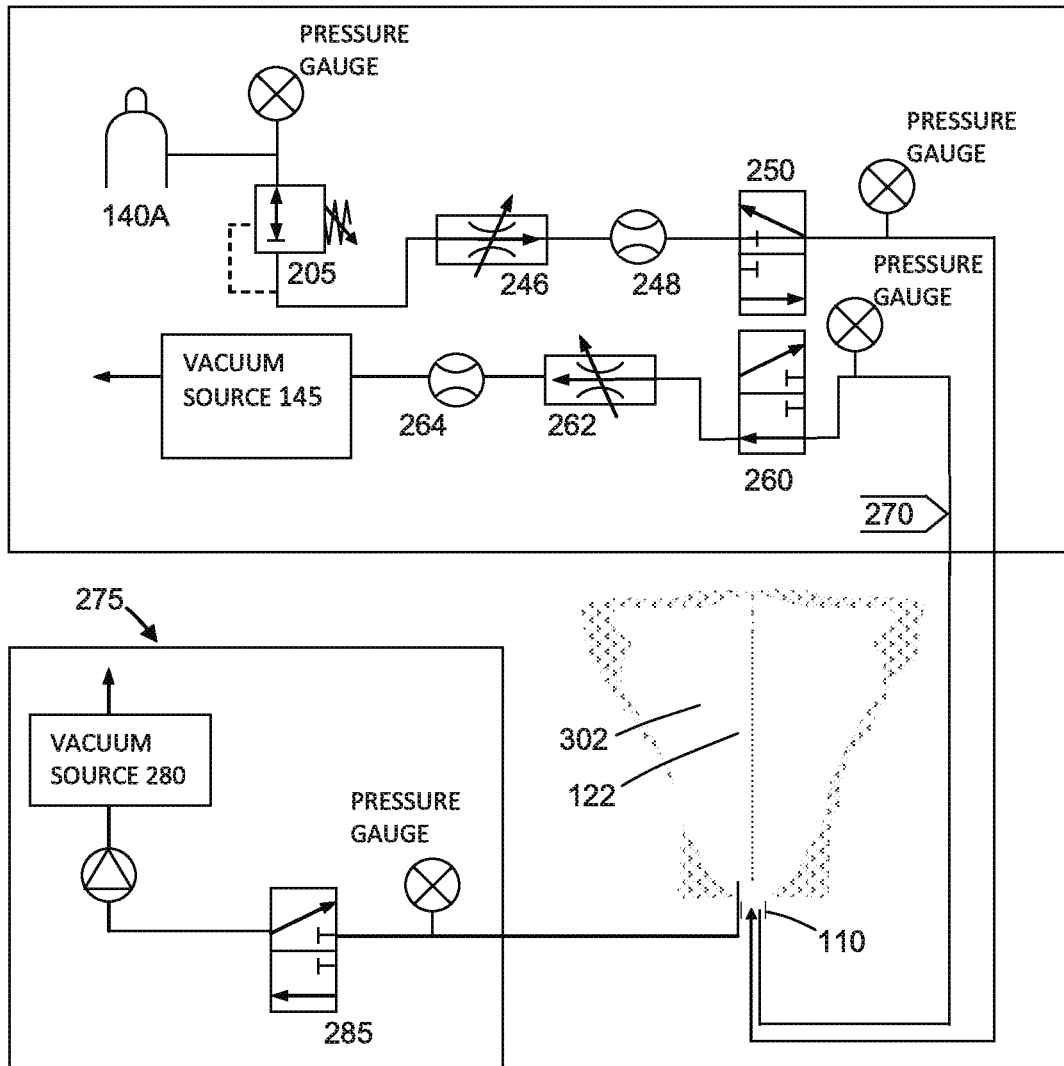 PRESSURE
GAUGE
140A
205
246
248
250
PRESSURE
GAUGE
PRESSURE
GAUGE
VACUUM
SOURCE 145
264
262
260
270
275
VACUUM
SOURCE 280
PRESSURE
GAUGE
285
302
122
110